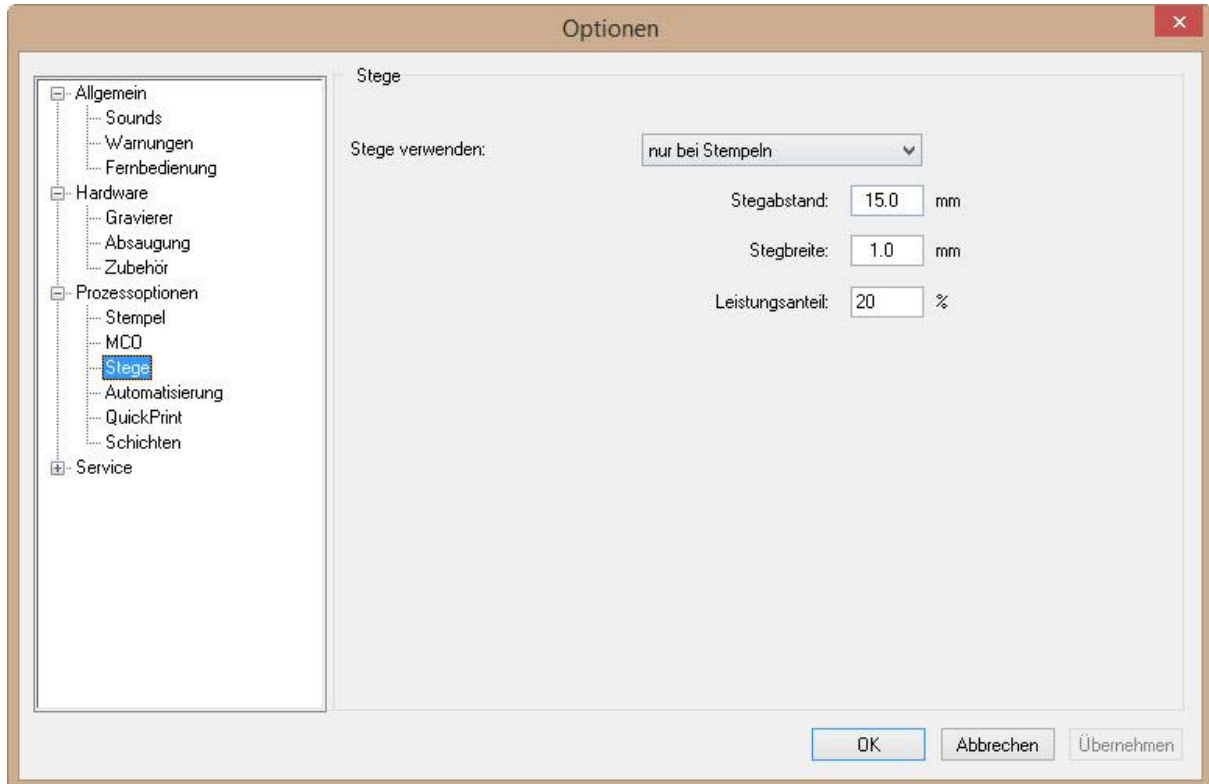 Optionen
Allgemein
Sounds
Warnungen
Fernbedienung
Hardware
Gravierer
Absaugung
Zubehör
Prozessoptionen
Stempel
MCO
Stege
Automatisierung
QuickPrint
Schichten
Service
Stege
Stege verwenden: nur bei Stempeln
Stegabstand: 15.0 mm
Stegbreite: 1.0 mm
Leistungsanteil: 20 %
OK Abbrechen Übernehmen